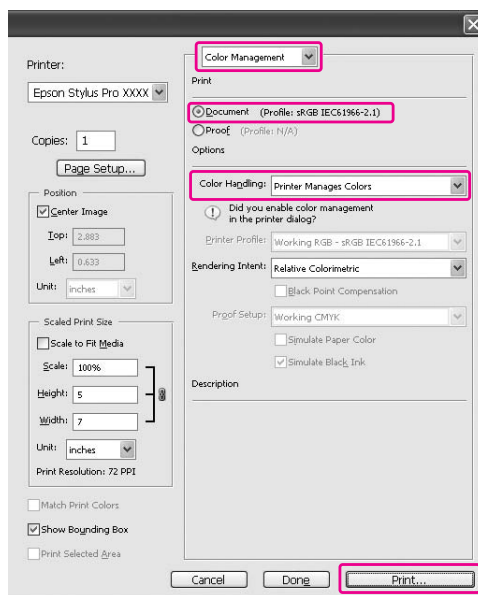 Printer:
Epson Stylus Pro XXXX
Copies: 1
Page Setup...
Position
Center Image
Top: 2.883
Left: 0.633
Unit: inches
Scaled Print Size
Scale to Fit Media
Scale: 100%
Height: 5
Width: 7
Unit: inches
Print Resolution: 72 PPI
Match Print Colors
Show Bounding Box
Print Selected Area
Color Management
Print
Document (Profile: sRGB IEC61966-2.1)
Proof (Profile: N/A)
Options
Color Handling: Printer Manages Colors
Did you enable color management
in the printer dialog?
Printer Profile: Working RGB - sRGB IEC61966-2.1
Rendering Intent: Relative Colorimetric
Black Point Compensation
Proof Setup: Working CMYK
Simulate Paper Color
Simulate Black Ink
Description
Cancel
Done
Print...